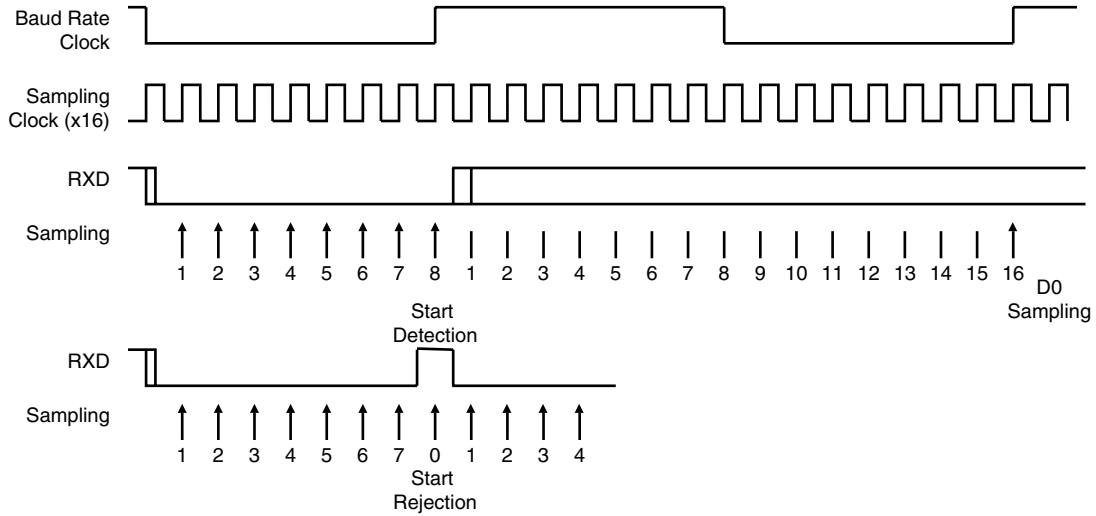 Baud Rate
Clock
Sampling
Clock (x16)
RXD
Sampling
1 2 3 4 5 6 7 8 1 2 3 4 5 6 7 8 9 10 11 12 13 14 15 16
D0
Sampling
Start
Detection
RXD
Sampling
1 2 3 4 5 6 7 0 1 2 3 4
Start
Rejection